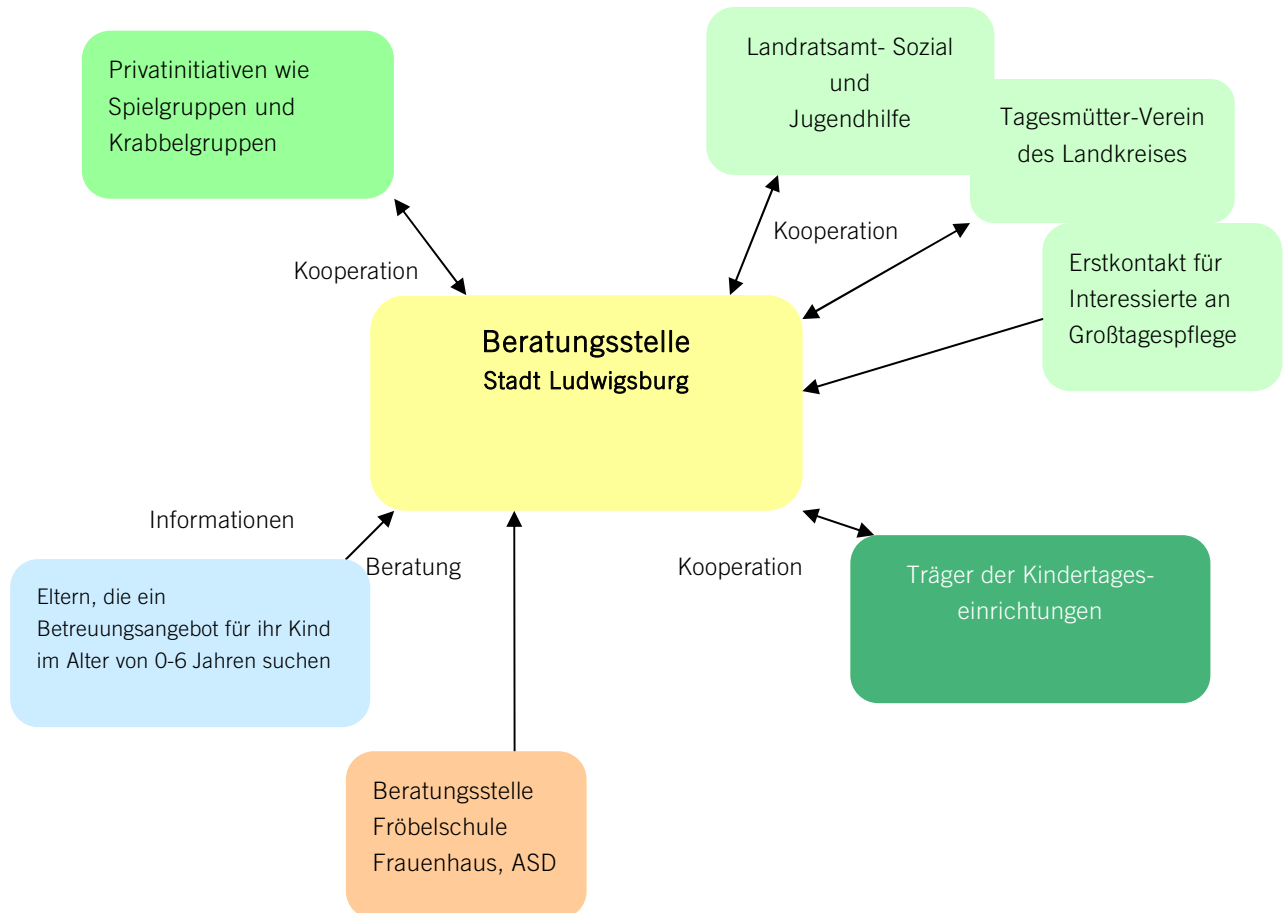 Privatinitiativen wie
Spielgruppen und
Krabbelgruppen
Landratsamt- Sozial
und
Jugendhilfe
Tagesmütter-Verein
des Landkreises
Kooperation
Kooperation
Erstkontakt für
Interessierte an
Großtagespflege
Beratungsstelle
Stadt Ludwigsburg
Informationen
Beratung
Kooperation
Eltern, die ein
Betreuungsangebot für ihr Kind
im Alter von 0-6 Jahren suchen
Träger der Kindertages-
einrichtungen
Beratungsstelle
Fröbelschule
Frauenhaus, ASD